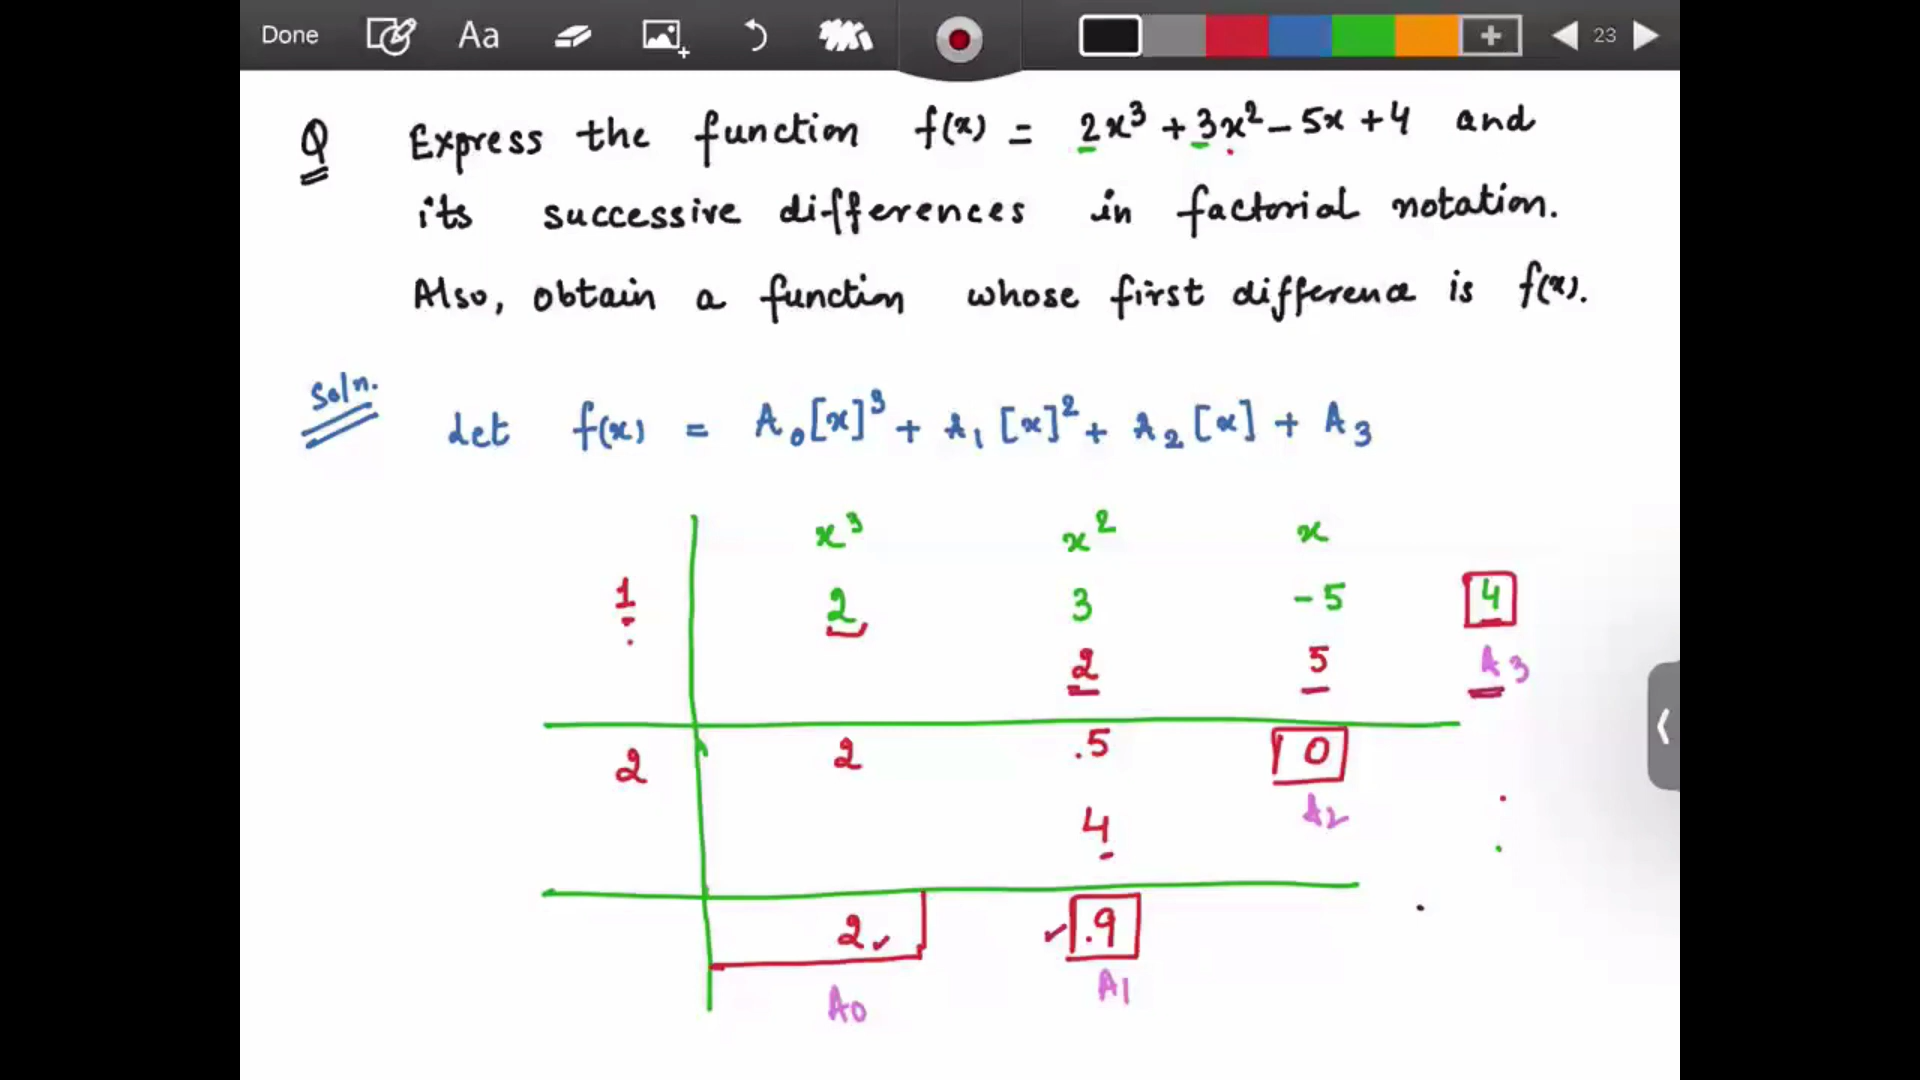 Done Aa 23
Q Express the function f(x) = 2x³ + 3x² - 5x + 4 and
its successive differences in factorial notation.
Also, obtain a function whose first difference is f(x).
Soln.
Let f(x) = A₀[x]³ + A₁[x]² + A₂[x] + A₃
x³ x² x
1 2 3 -5 4
2 5 A3
2 2 .5 0
A2
4
2 .9
A0 A1